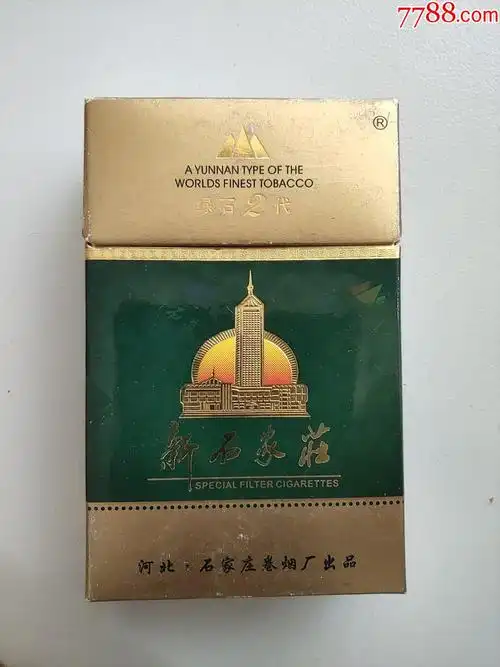 7788.com
®
A YUNNAN TYPE OF THE
WORLDS FINEST TOBACCO
绿石2代
新石家莊
SPECIAL FILTER CIGARETTES
河北·石家庄卷烟厂出品